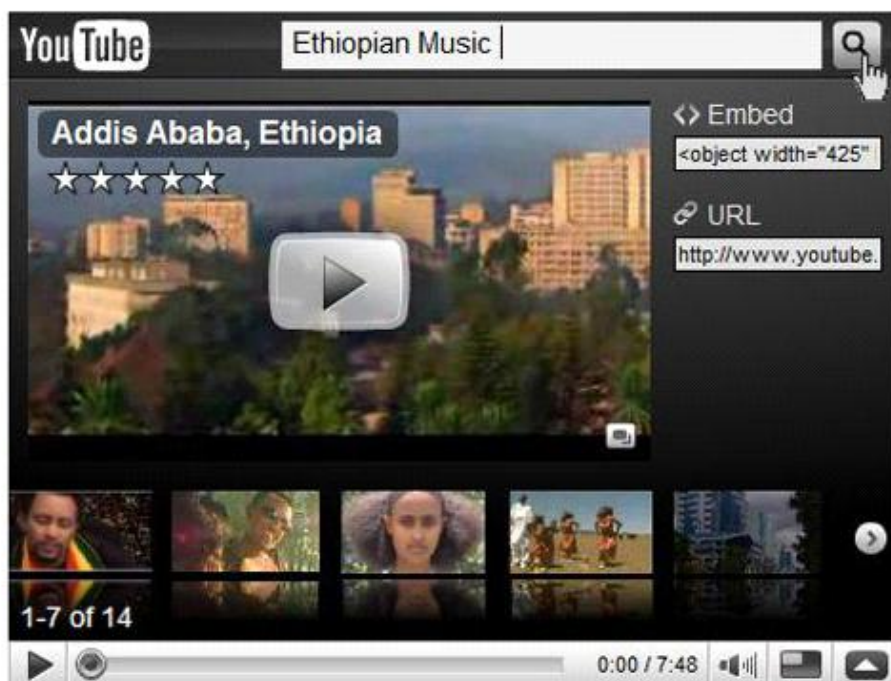 YouTube
Ethiopian Music
Addis Ababa, Ethiopia
Embed
<object width="425"
URL
http://www.youtube.
1-7 of 14
0:00 / 7:48